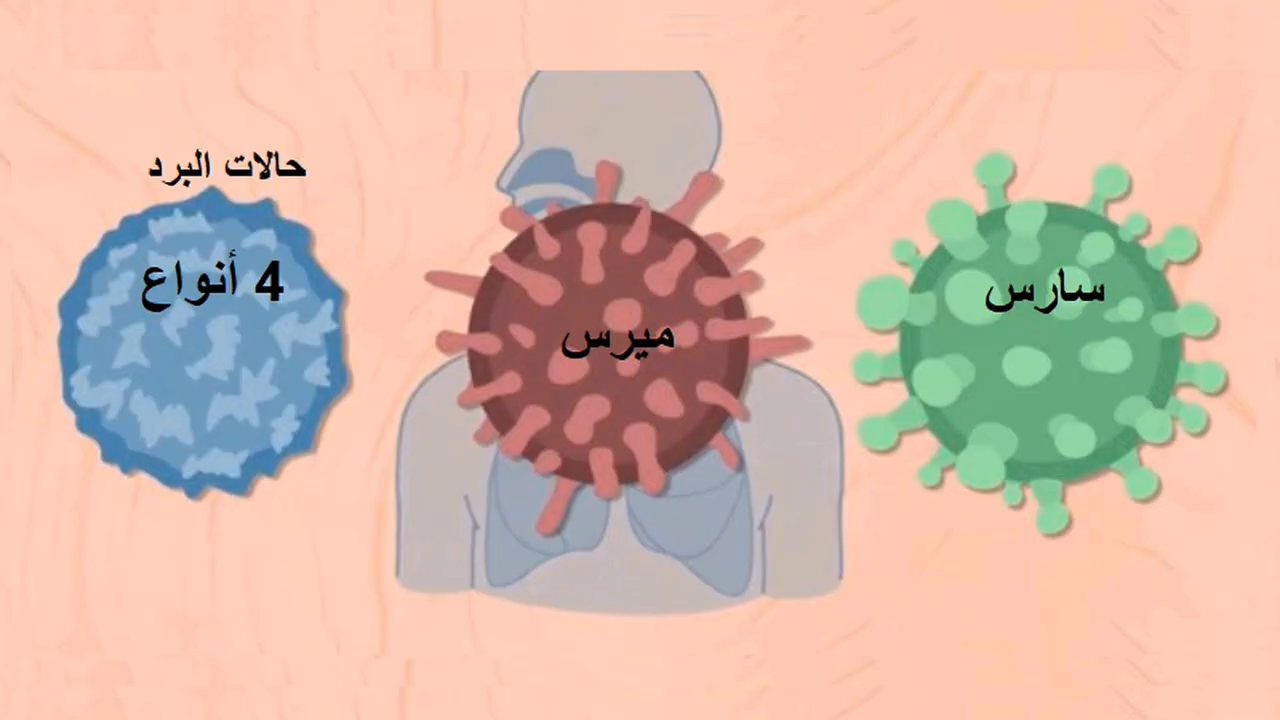 حالات البرد
4 أنواع
ميرس
سارس